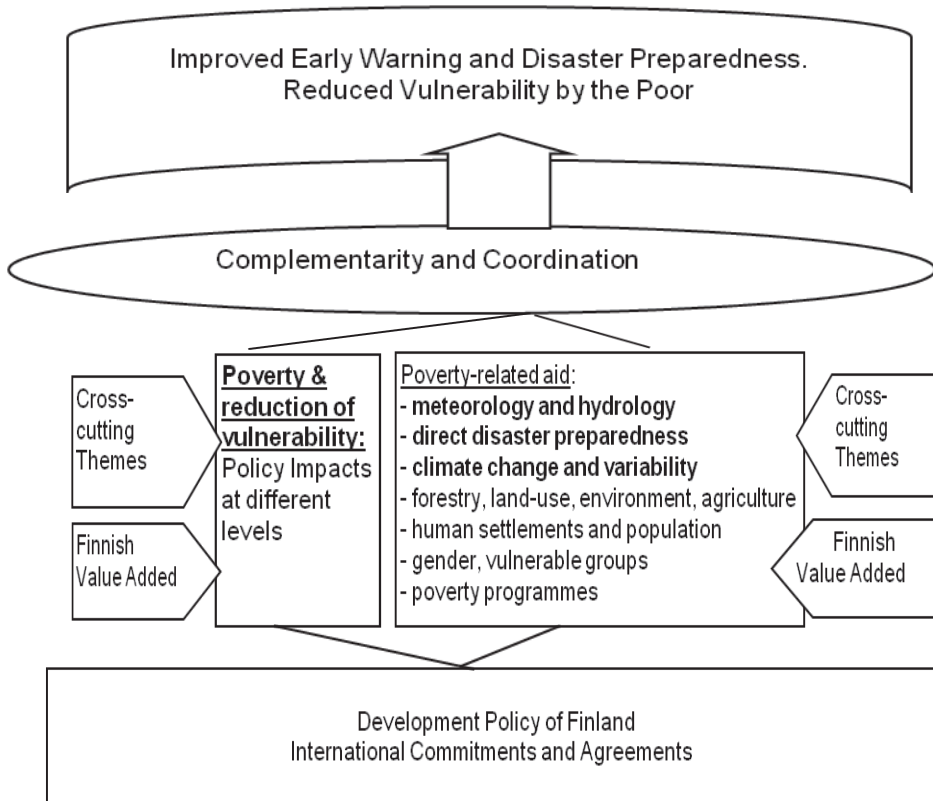 Improved Early Warning and Disaster Preparedness.
Reduced Vulnerability by the Poor
Complementarity and Coordination
Cross-
cutting
Themes
Finnish
Value Added
Poverty &
reduction of
vulnerability:
Policy Impacts
at different
levels
Poverty-related aid:
- meteorology and hydrology
- direct disaster preparedness
- climate change and variability
- forestry, land-use, environment, agriculture
- human settlements and population
- gender, vulnerable groups
- poverty programmes
Cross-
cutting
Themes
Finnish
Value Added
Development Policy of Finland
International Commitments and Agreements